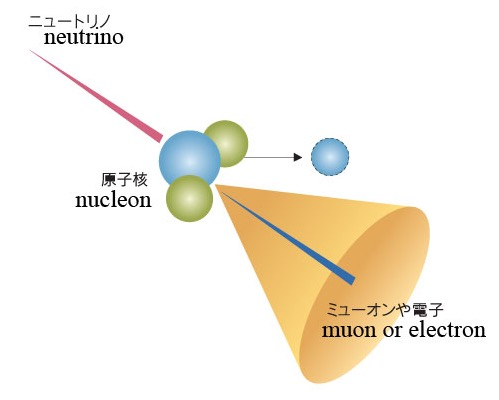 ニュートリノ
neutrino
原子核
nucleon
ミューオンや電子
muon or electron